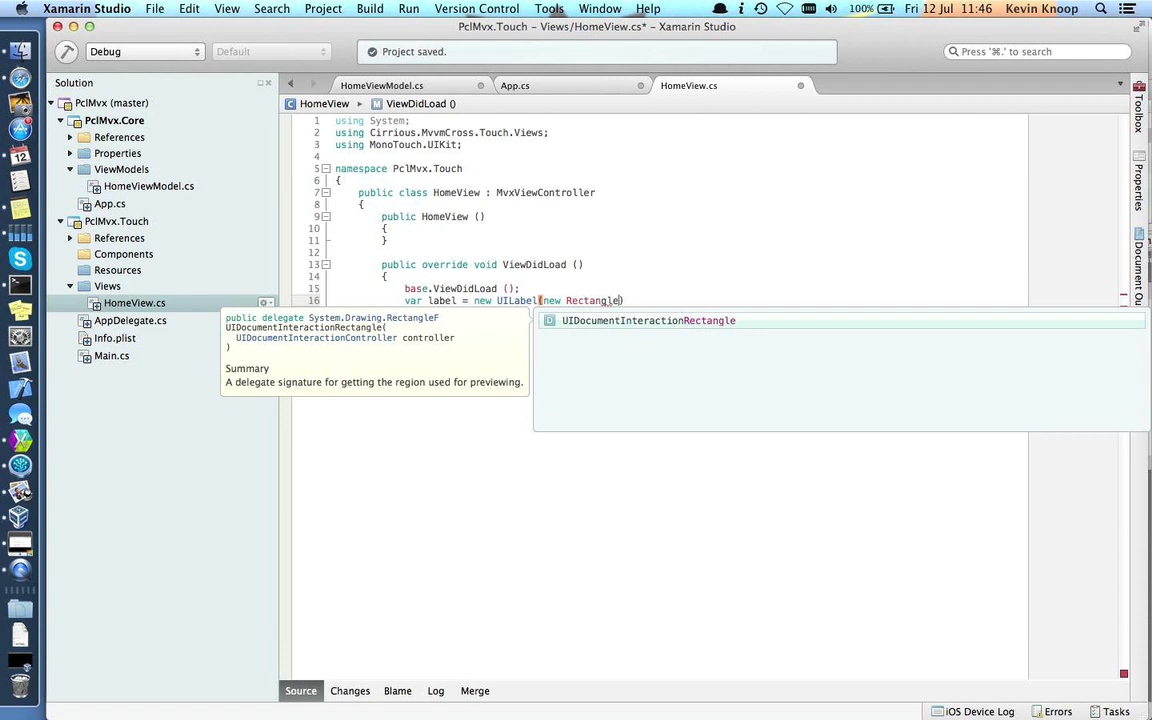 Xamarin Studio File Edit View Search Project Build Run Version Control Tools Window Help 100% Fri 12 Jul 11:46 Kevin Knoop
PclMvx.Touch – Views/HomeView.cs* – Xamarin Studio
Debug Default Project saved. Press '⌘.' to search
Solution
HomeViewModel.cs App.cs HomeView.cs
HomeView ViewDidLoad ()
PclMvx (master)
PclMvx.Core
References
Properties
ViewModels
HomeViewModel.cs
App.cs
PclMvx.Touch
References
Components
Resources
Views
HomeView.cs
AppDelegate.cs
Info.plist
Main.cs
1 using System;
2 using Cirrious.MvvmCross.Touch.Views;
3 using MonoTouch.UIKit;
4
5 namespace PclMvx.Touch
6 {
7 public class HomeView : MvxViewController
8 {
9 public HomeView ()
10 {
11 }
12
13 public override void ViewDidLoad ()
14 {
15 base.ViewDidLoad ();
16 var label = new UILabel(new Rectangle)
public delegate System.Drawing.RectangleF
UIDocumentInteractionRectangle(
UIDocumentInteractionController controller
)
Summary
A delegate signature for getting the region used for previewing.
UIDocumentInteractionRectangle
Toolbox
Properties
Document Ou
Source Changes Blame Log Merge
iOS Device Log Errors Tasks